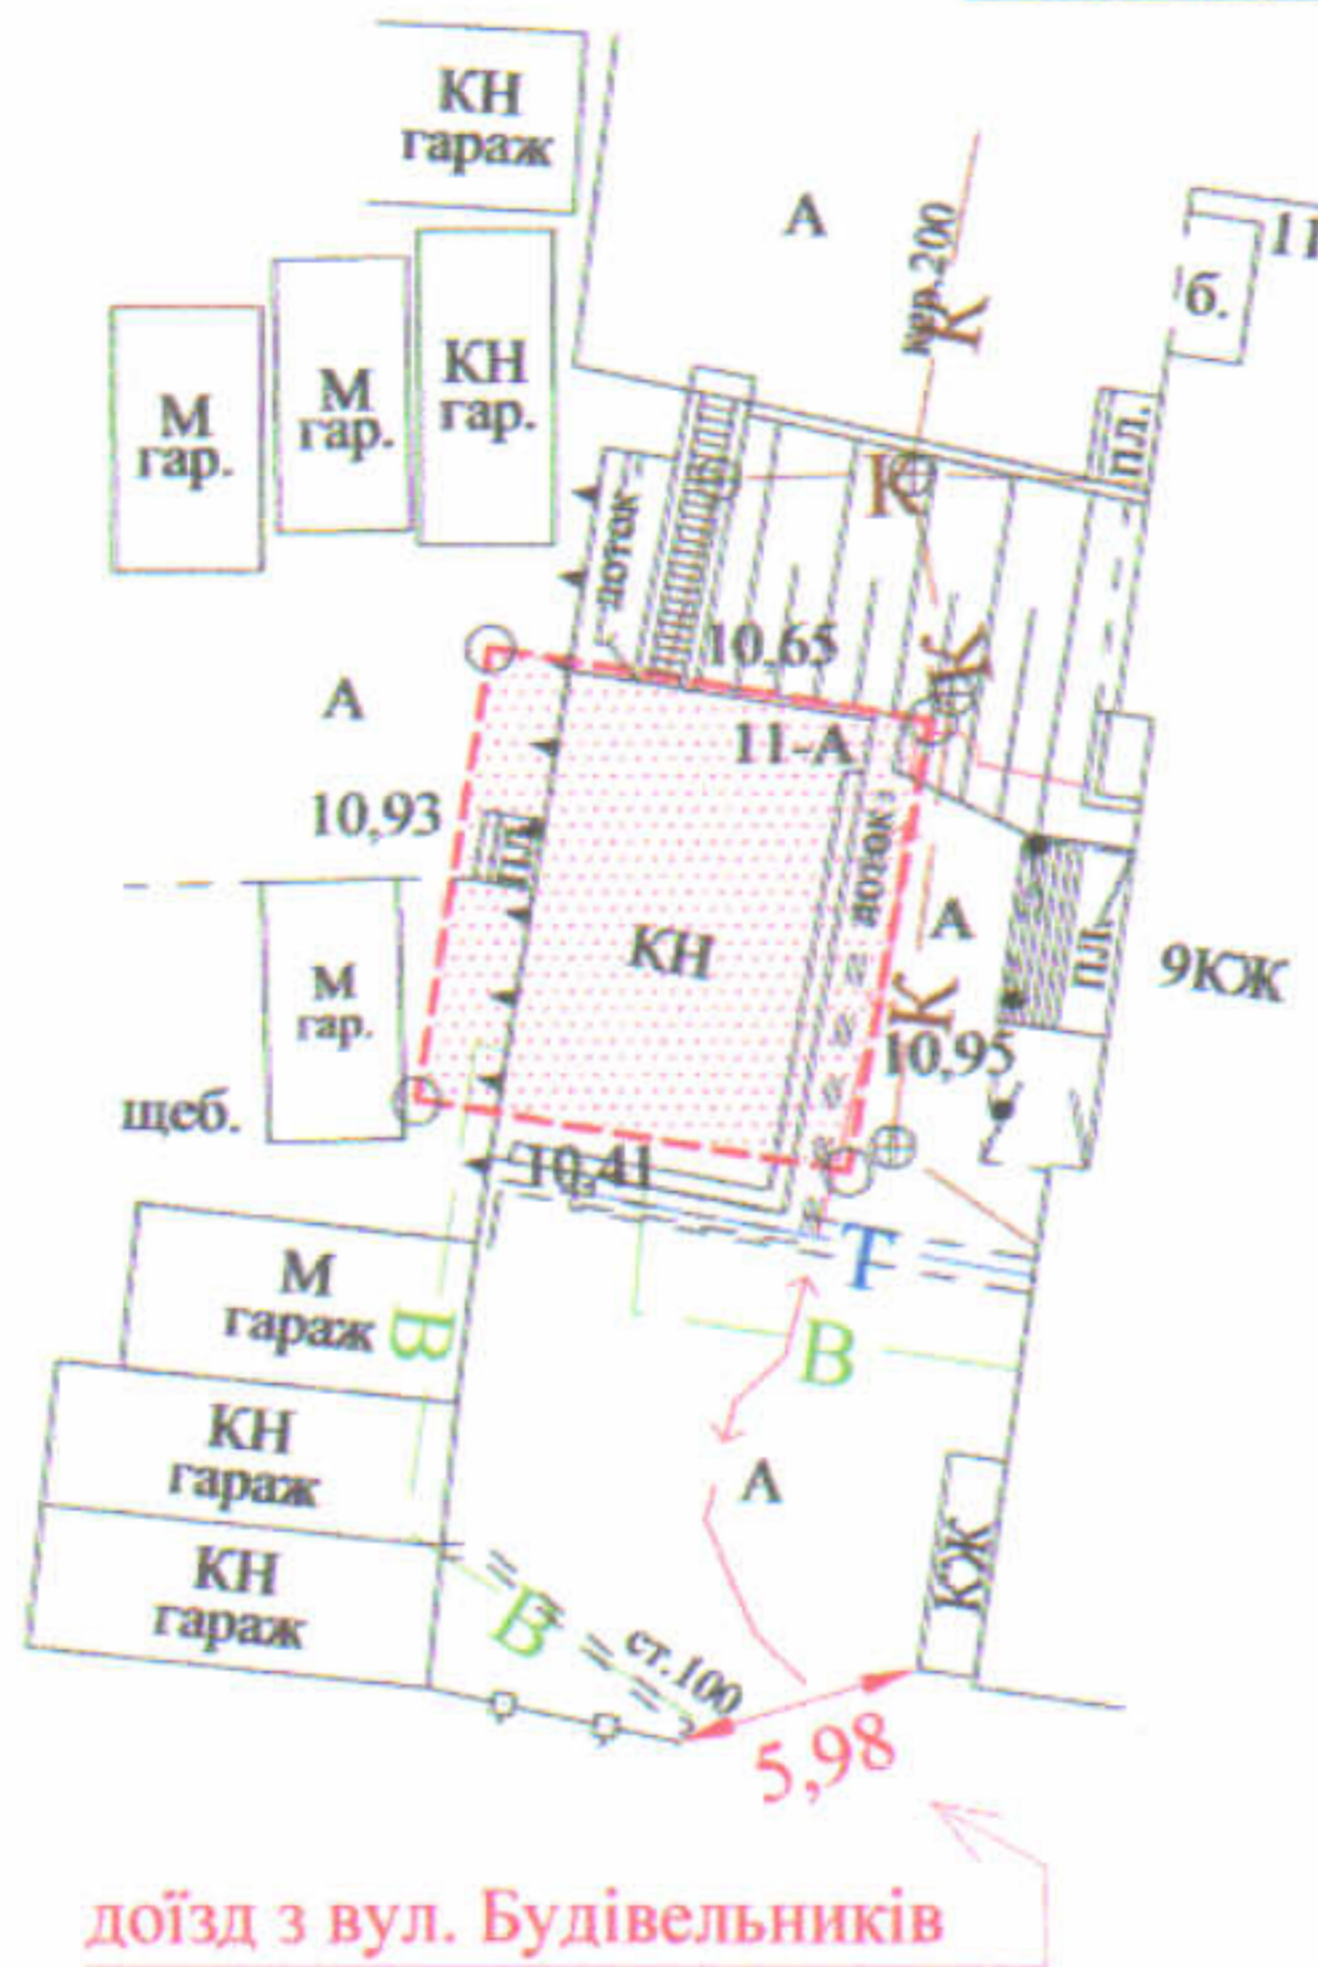 КН
гараж
А
кер.200
К
11
б.
М
гар.
М
гар.
КН
гар.
пл.
лоток
К
10,65
К
А
11-А
10,93
пл.
лоток
КН
А
пл.
9КЖ
К
М
гар.
10,95
щеб.
10,41
Т
М
гараж
В
В
КН
гараж
А
КН
гараж
В
КЖ
ст.100
5,98
доїзд з вул. Будівельників